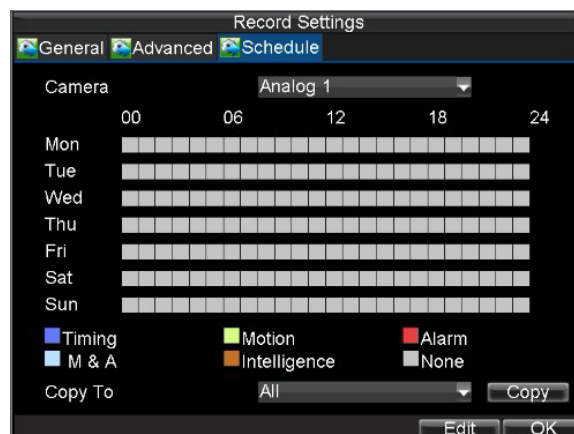 Record Settings
General Advanced Schedule
Camera Analog 1
00 06 12 18 24
Mon
Tue
Wed
Thu
Fri
Sat
Sun
Timing Motion Alarm
M & A Intelligence None
Copy To All Copy
Edit OK